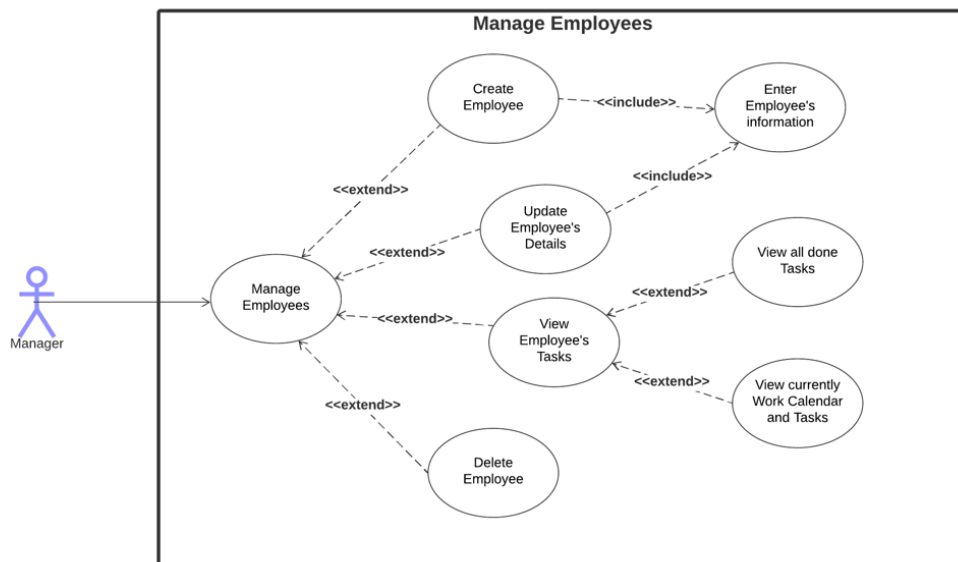 Manage Employees
Create
Employee
<<include>>
Enter
Employee's
information
<<extend>>
<<include>>
Update
Employee's
Details
<<extend>>
View all done
Tasks
Manage
Employees
<<extend>>
<<extend>>
View
Employee's
Tasks
Manager
<<extend>>
View currently
Work Calendar
and Tasks
<<extend>>
Delete
Employee